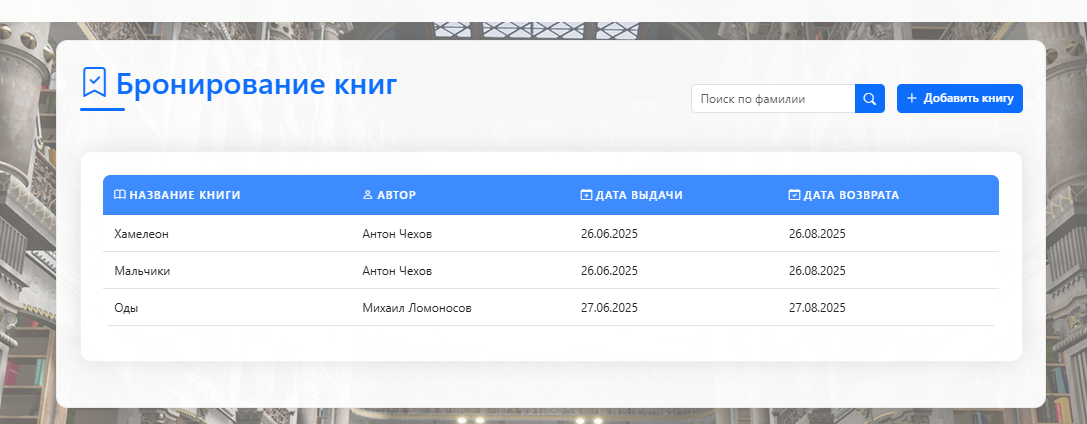 Бронирование книг
Поиск по фамилии
Добавить книгу
НАЗВАНИЕ КНИГИ АВТОР ДАТА ВЫДАЧИ ДАТА ВОЗВРАТА
Хамелеон Антон Чехов 26.06.2025 26.08.2025
Мальчики Антон Чехов 26.06.2025 26.08.2025
Оды Михаил Ломоносов 27.06.2025 27.08.2025